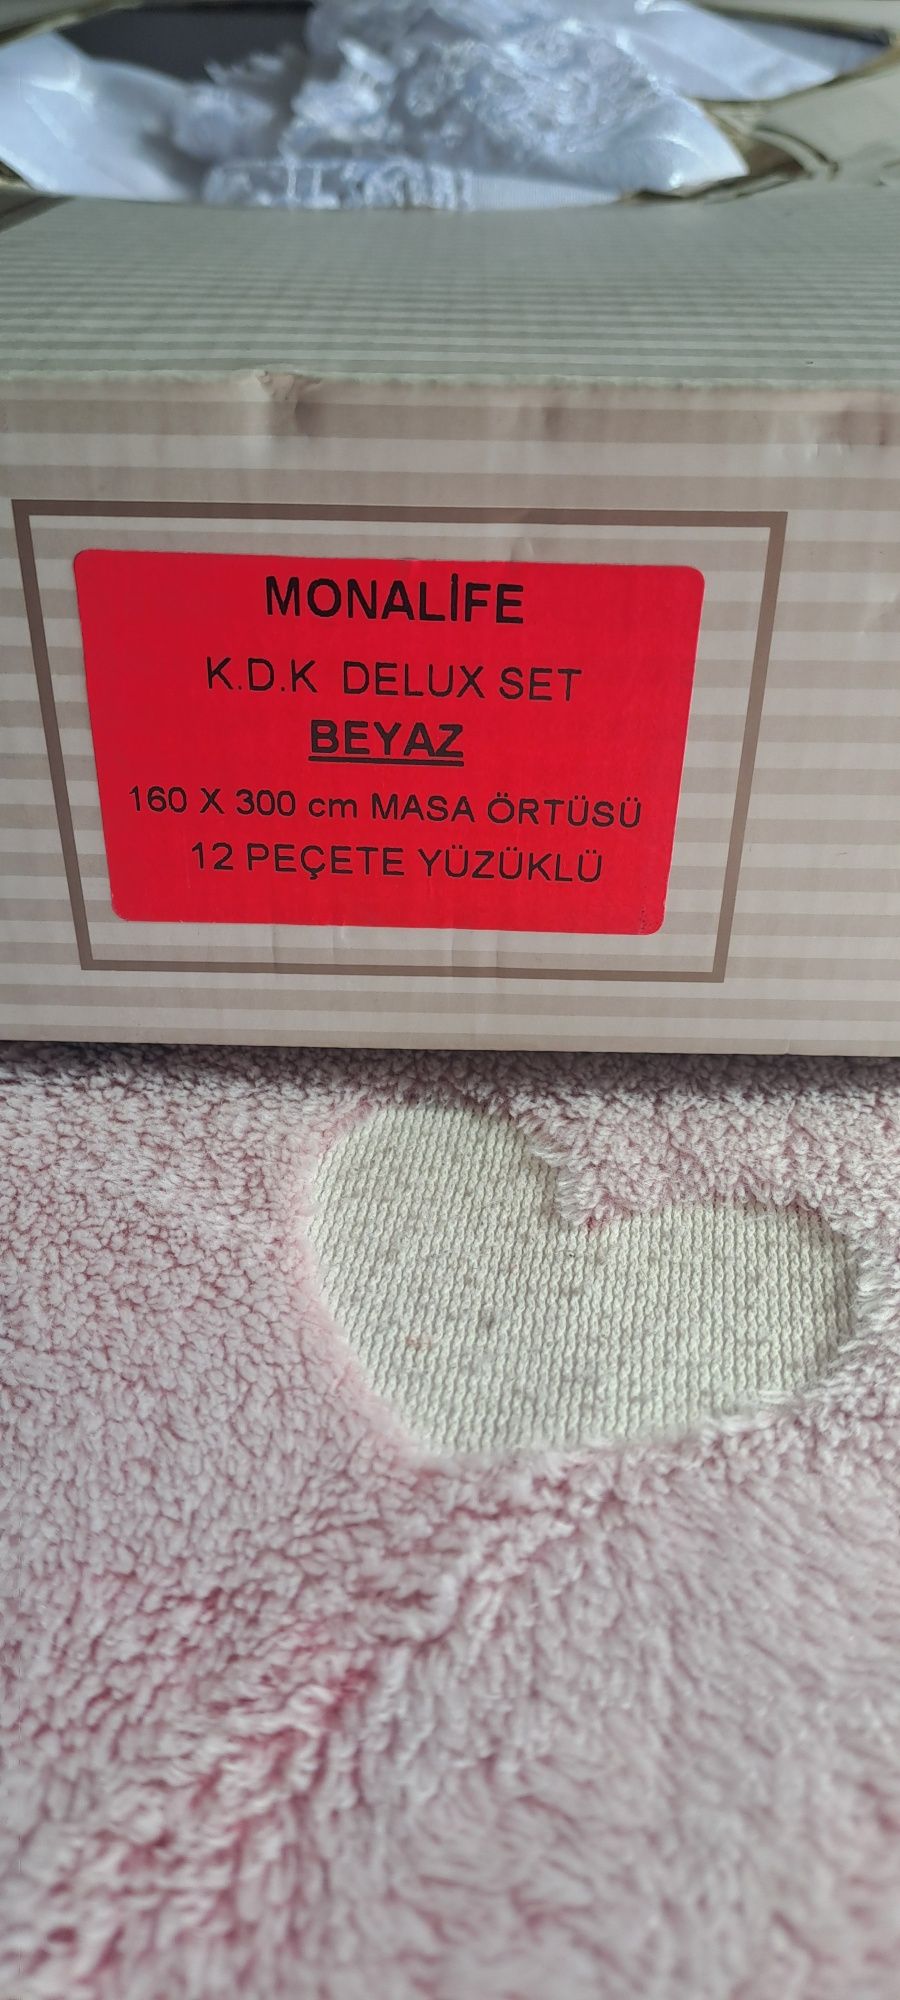 MONALİFE
K.D.K DELUX SET
BEYAZ
160 X 300 cm MASA ÖRTÜSÜ
12 PEÇETE YÜZÜKLÜ